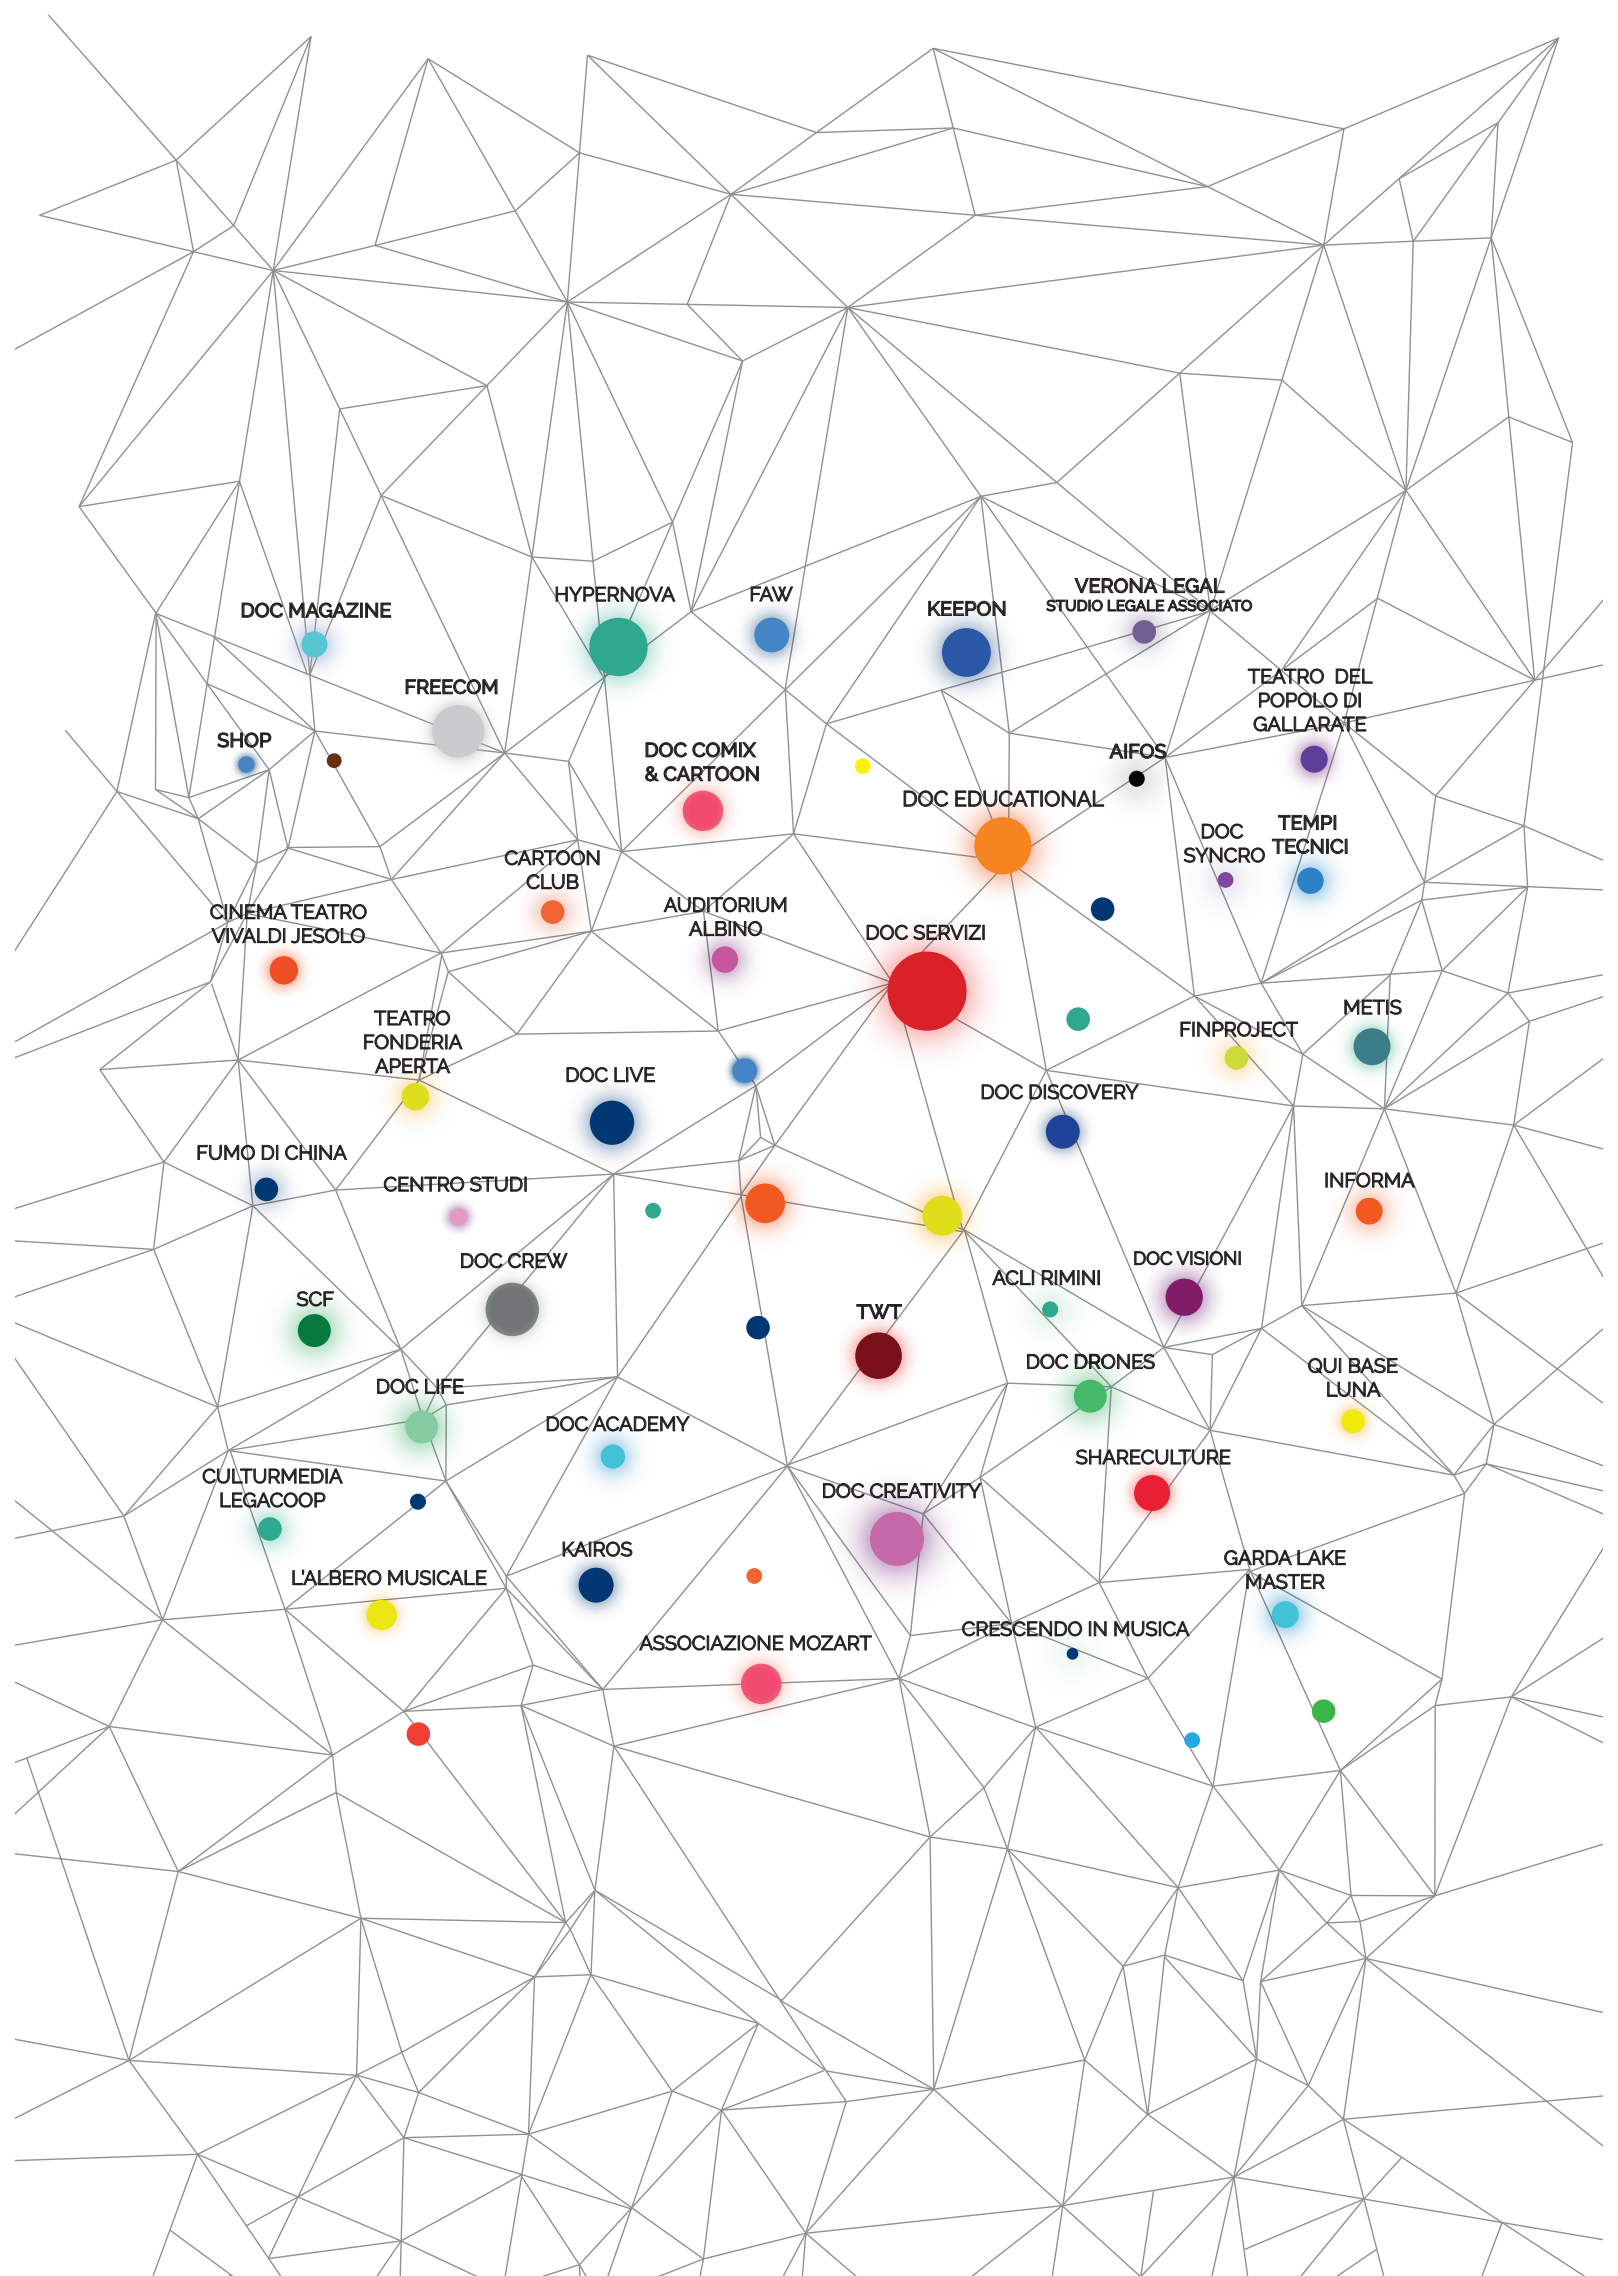 HYPERNOVA
FAW
VERONA LEGAL
STUDIO LEGALE ASSOCIATO
DOC MAGAZINE
KEEPON
FREECOM
TEATRO DEL
POPOLO DI
GALLARATE
SHOP
DOC COMIX
& CARTOON
AIFOS
DOC EDUCATIONAL
DOC
SYNCRO
TEMPI
TECNICI
CARTOON
CLUB
CINEMA TEATRO
VIVALDI JESOLO
AUDITORIUM
ALBINO
DOC SERVIZI
TEATRO
FONDERIA
APERTA
FINPROJECT
METIS
DOC LIVE
DOC DISCOVERY
FUMO DI CHINA
CENTRO STUDI
INFORMA
DOC CREW
DOC VISIONI
ACLI RIMINI
SCF
TWT
DOC DRONES
QUI BASE
LUNA
DOC LIFE
DOC ACADEMY
SHARECULTURE
CULTURMEDIA
LEGACOOP
DOC CREATIVITY
KAIROS
GARDA LAKE
MASTER
L'ALBERO MUSICALE
CRESCENDO IN MUSICA
ASSOCIAZIONE MOZART